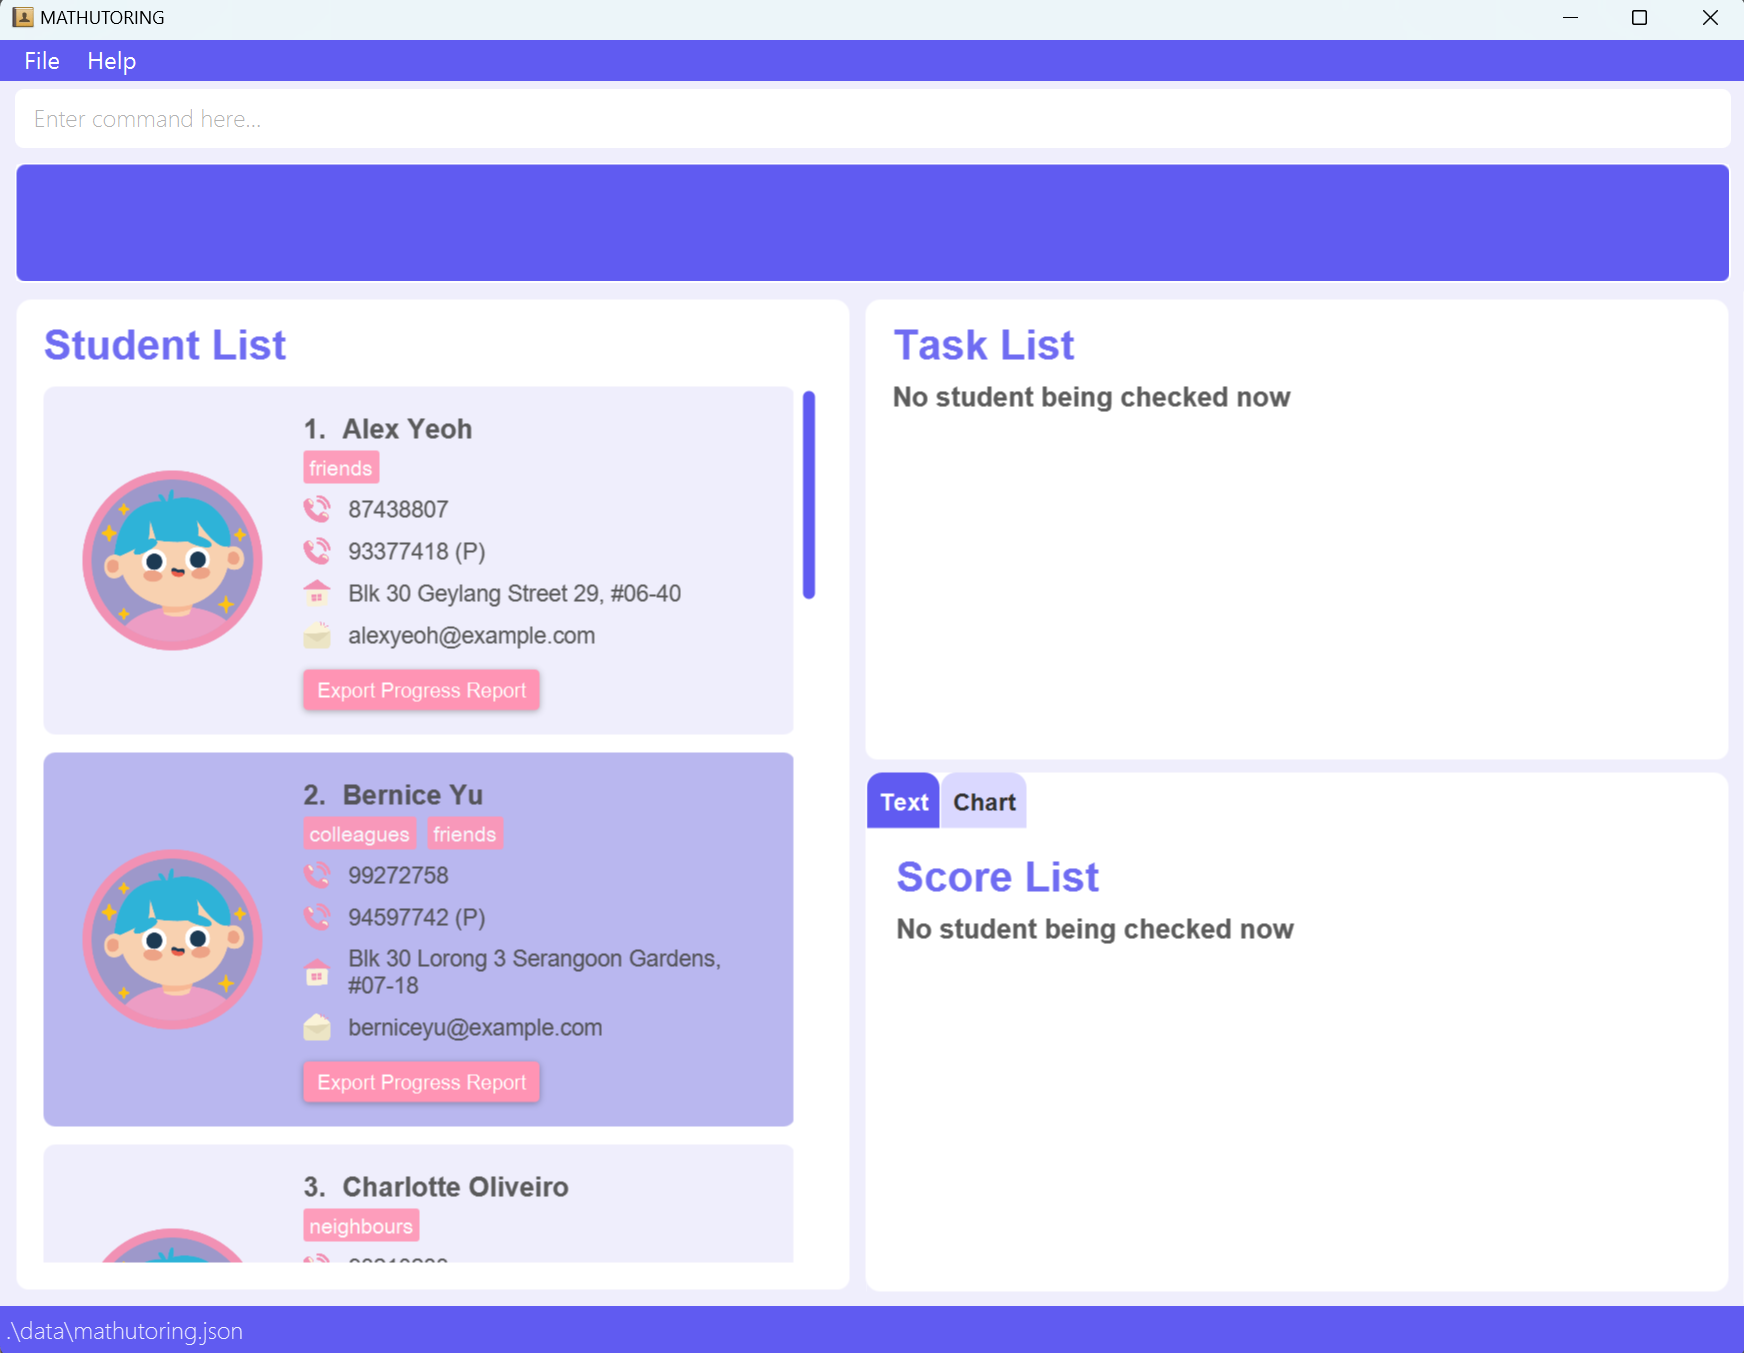 MATHUTORING
File Help
Enter command here...
Student List
1. Alex Yeoh
friends
87438807
93377418 (P)
Blk 30 Geylang Street 29, #06-40
alexyeoh@example.com
Export Progress Report
2. Bernice Yu
colleagues friends
99272758
94597742 (P)
Blk 30 Lorong 3 Serangoon Gardens,
#07-18
berniceyu@example.com
Export Progress Report
3. Charlotte Oliveiro
neighbours
Task List
No student being checked now
Text Chart
Score List
No student being checked now
.\data\mathutoring.json